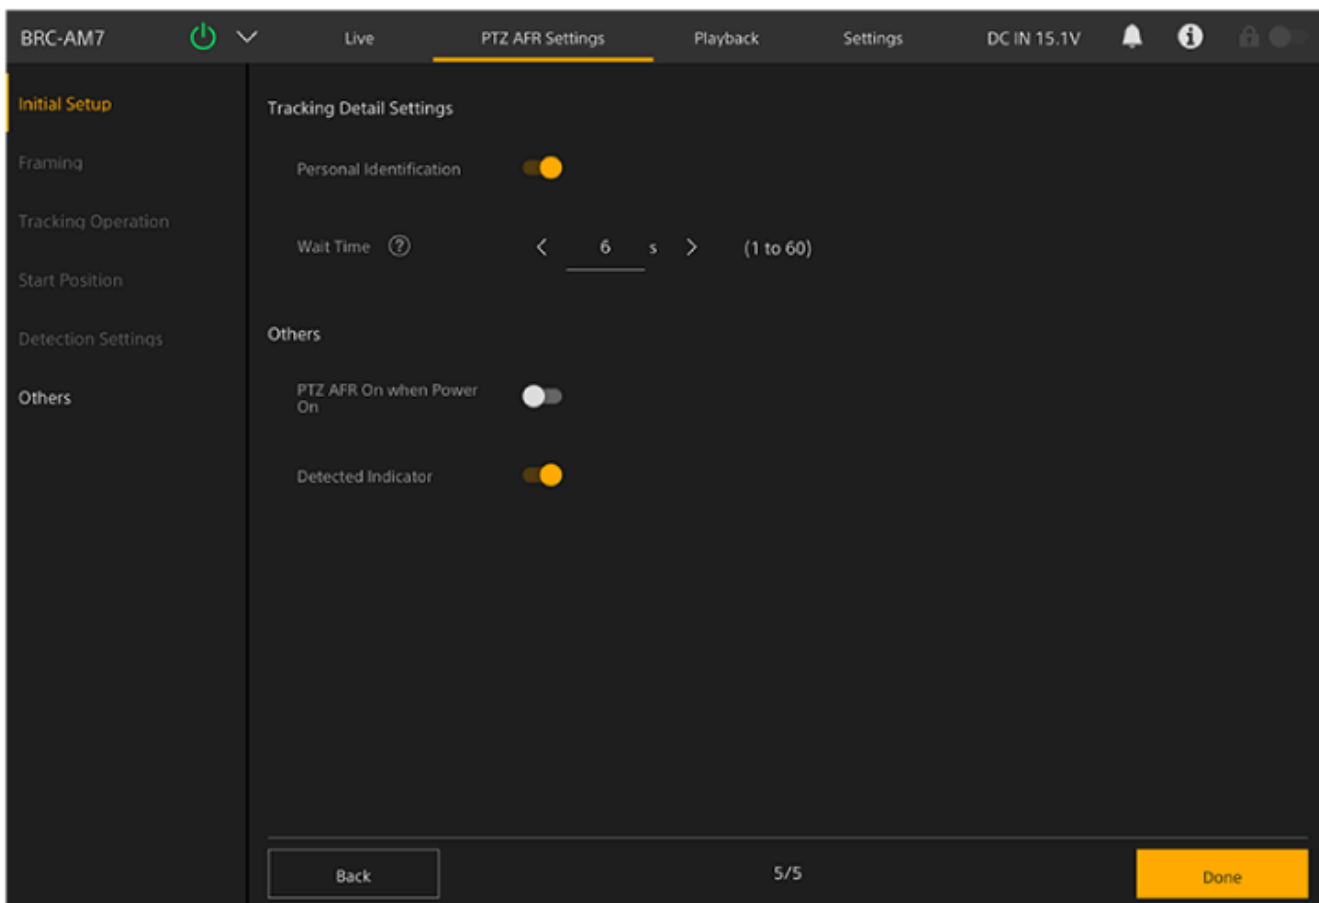 BRC-AM7 Live PTZ AFR Settings Playback Settings DC IN 15.1V
Initial Setup
Framing
Tracking Operation
Start Position
Detection Settings
Others
Tracking Detail Settings
Personal Identification
Wait Time ? < 6 s > (1 to 60)
Others
PTZ AFR On when Power
On
Detected Indicator
Back 5/5 Done